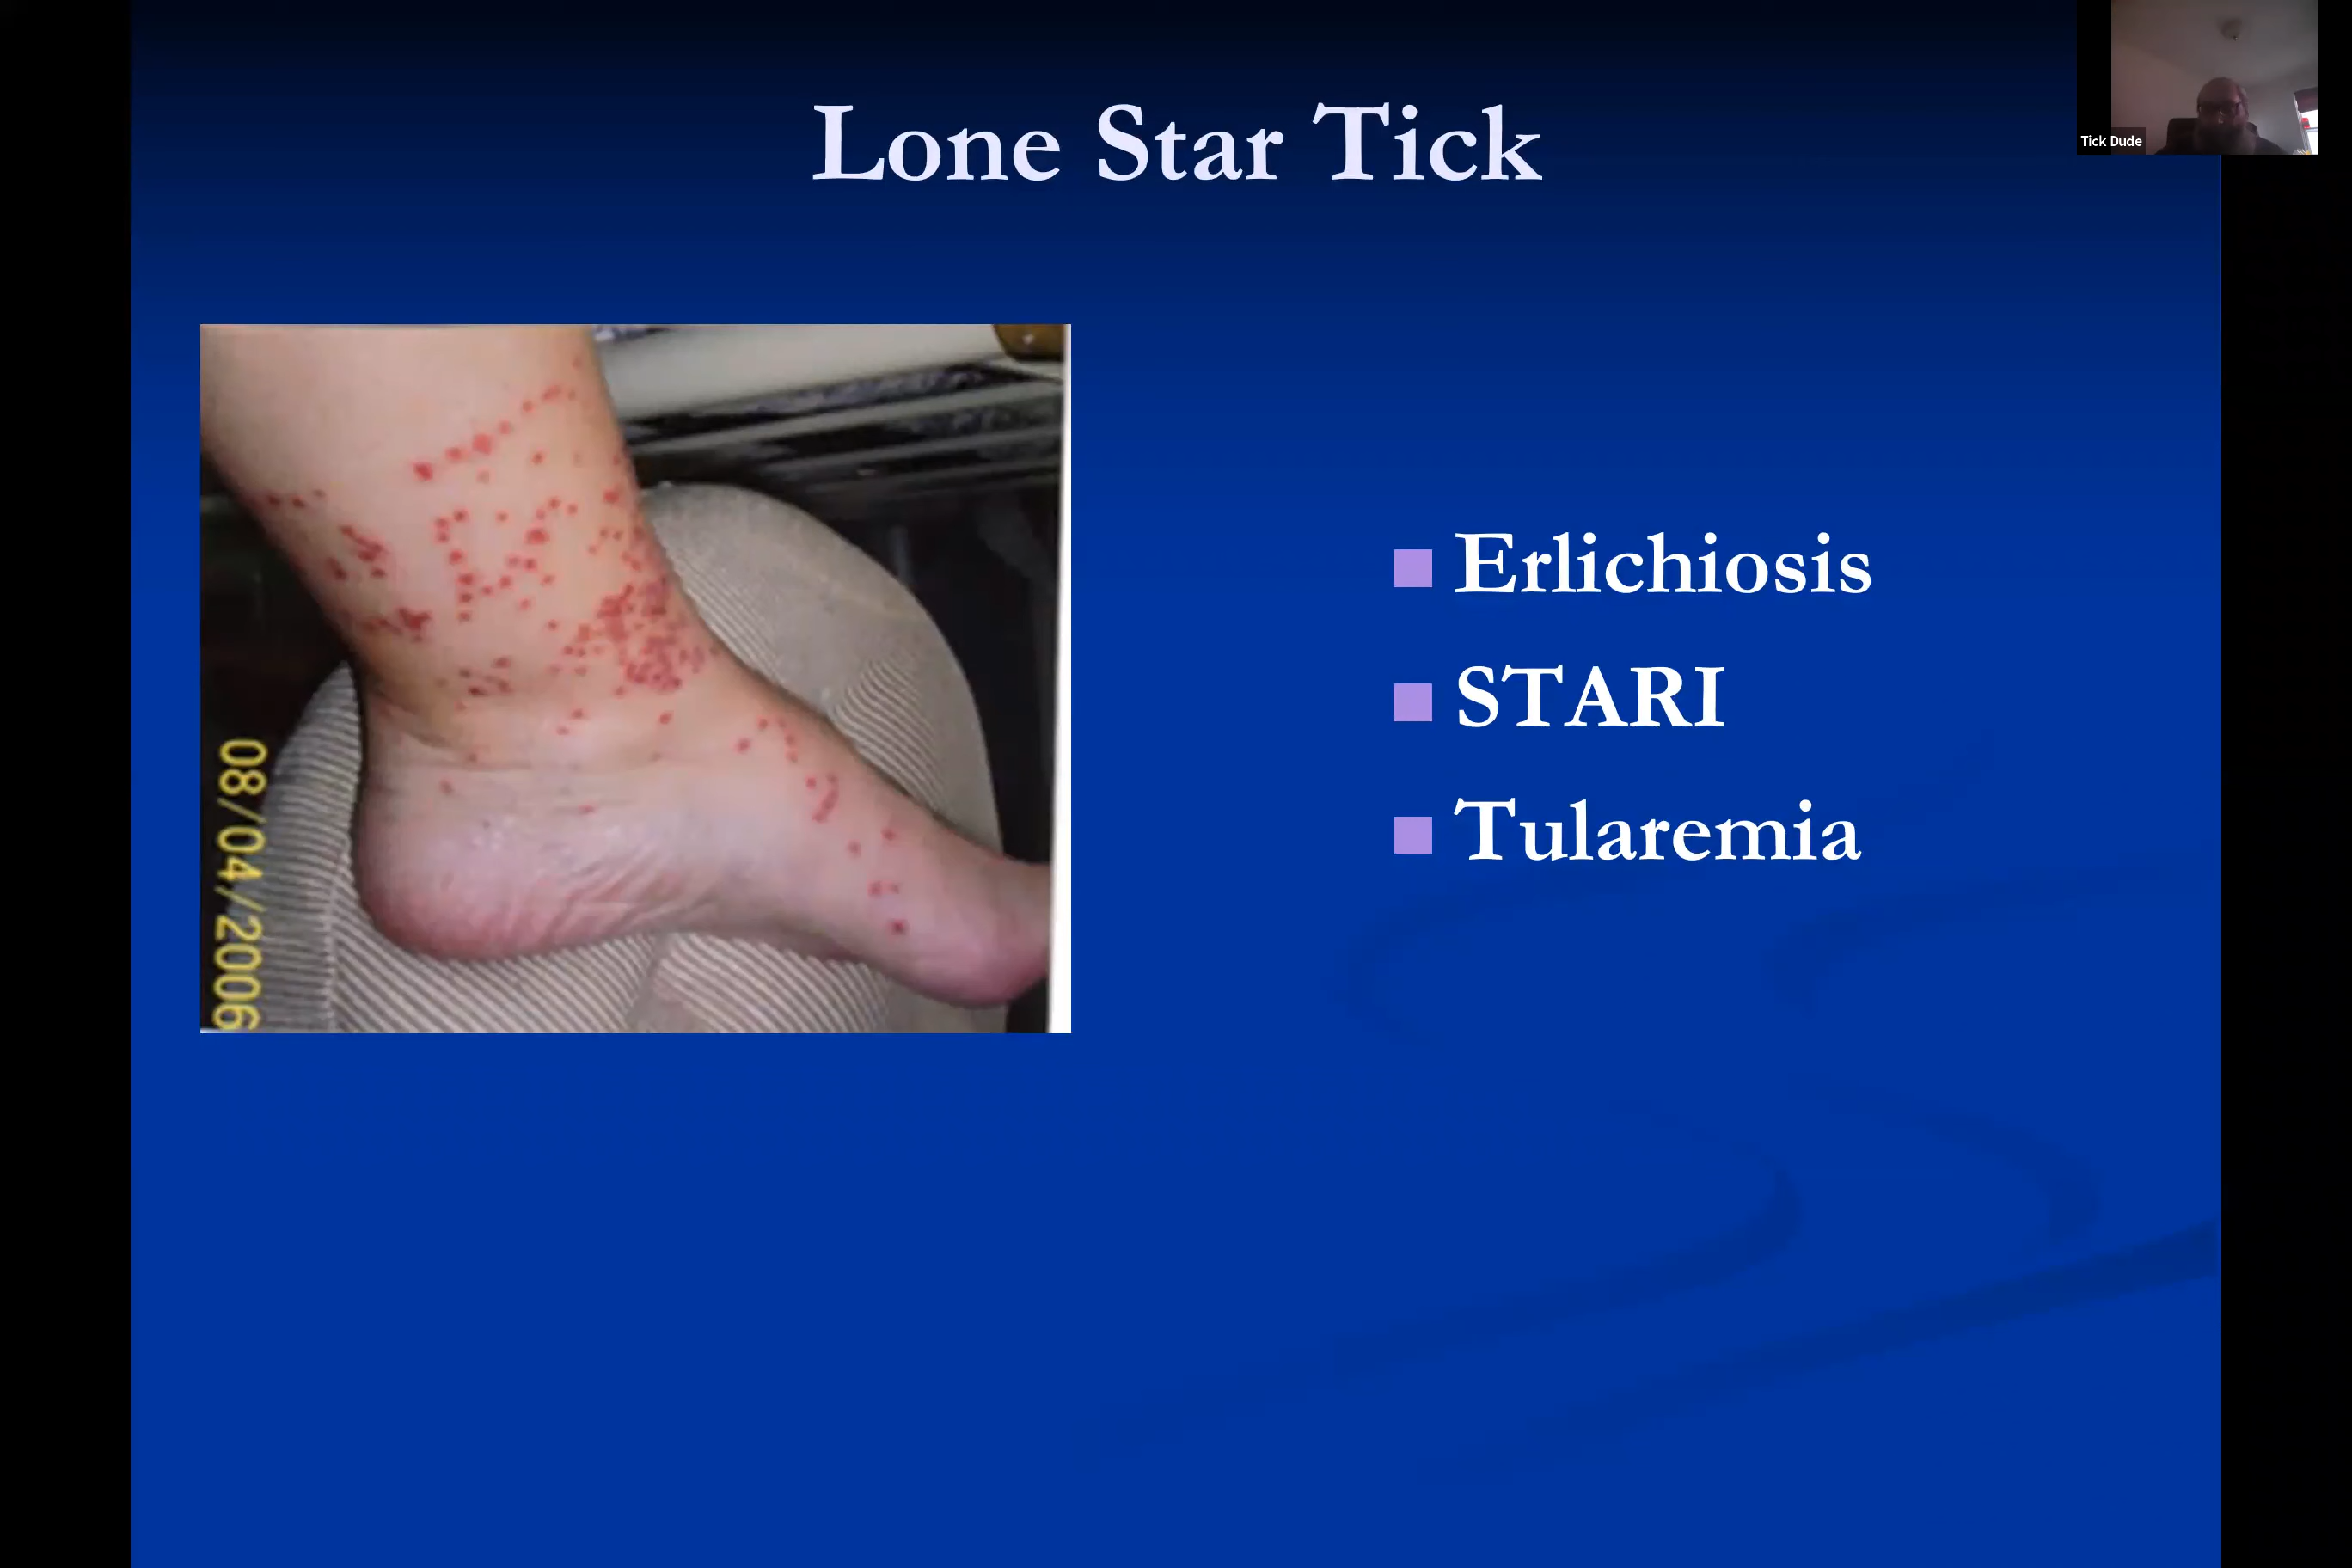 Lone Star Tick
Tick Dude
Erlichiosis
STARI
Tularemia
08/04/2006